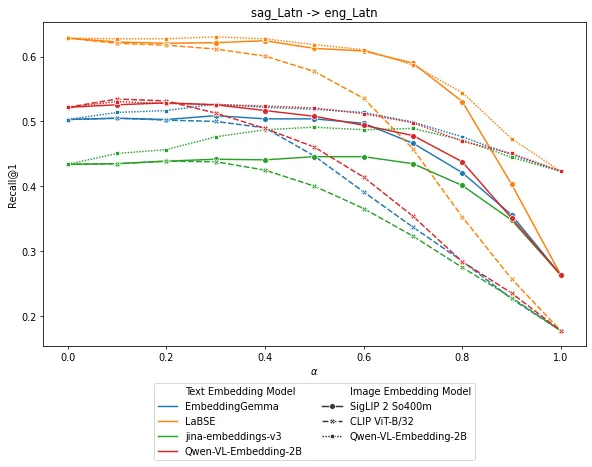 sag_Latn -> eng_Latn
Recall@1
0.6
0.5
0.4
0.3
0.2
0.0 0.2 0.4 0.6 0.8 1.0
α
Text Embedding Model Image Embedding Model
EmbeddingGemma SigLIP 2 So400m
LaBSE CLIP ViT-B/32
jina-embeddings-v3 Qwen-VL-Embedding-2B
Qwen-VL-Embedding-2B